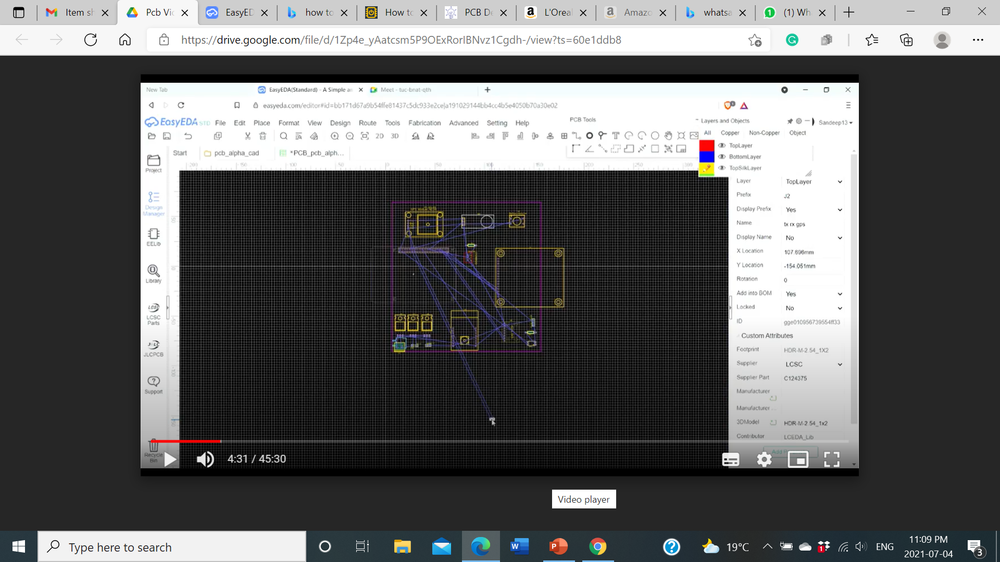 Item sh
Pcb Vic
EasyED
how to
How to
PCB De
L'Oreal
Amazo
whatsa
(1) Wh
https://drive.google.com/file/d/1Zp4e_yAatcsm5P9OExRorIBNvz1Cgdh-/view?ts=60e1ddb8
New Tab
EasyEDA(Standard) - A Simple an
Meet - tuc-bnat-qth
easyeda.com/editor#id=bb171d67a9b54ffe81437c5dc933e2ce|a191029144bb4cc4b5e4050b70a30e02
EasyEDA STD
File Edit Place Format View Design Route Tools Fabrication Advanced Setting Help
PCB Tools
Layers and Objects
Sandeep13
2D 3D
All Copper Non-Copper Object
TopLayer
BottomLayer
TopSilkLayer
Start
pcb_alpha_cad
*PCB_pcb_alph...
Project
Design Manager
EELib
Library
LCSC
LCSC Parts
JLCPCB
Support
Recycle Bin
Layer TopLayer
Prefix J2
Display Prefix Yes
Name tx rx gps
Display Name No
X Location 107.696mm
Y Location -154.051mm
Rotation 0
Add into BOM Yes
Locked No
ID gge010956739554ff33
Custom Attributes
Footprint HDR-M-2.54_1X2
Supplier LCSC
Supplier Part C124375
Manufacturer
Manufacturer ...
3DModel HDR-M-2.54_1x2
Contributor LCEDA_Lib
4:31 / 45:30
Video player
Type here to search
19°C
ENG
11:09 PM
2021-07-04
3